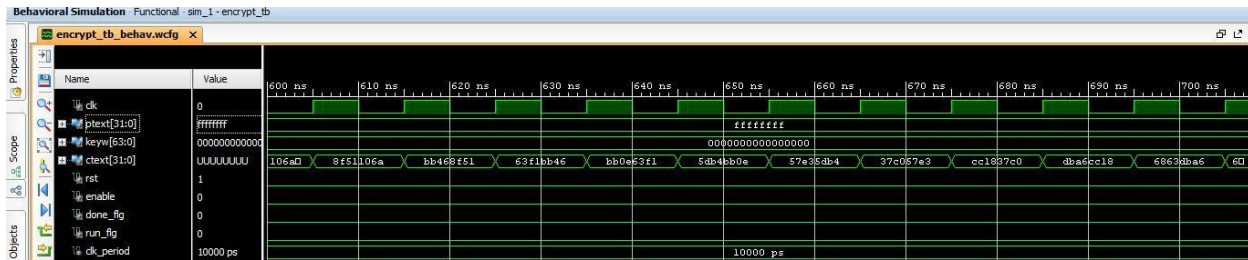 Behavioral Simulation - Functional - sim_1 - encrypt_tb
encrypt_tb_behav.wcfg
Properties
Scope
Objects
Name Value
600 ns 610 ns 620 ns 630 ns 640 ns 650 ns 660 ns 670 ns 680 ns 690 ns 700 ns
clk 0
ptext[31:0] ffffffff ffffffff
keyw[63:0] 000000000000 0000000000000000
ctext[31:0] UUUUUUUU 106a 8f51106a bb468f51 63f1bb46 bb0e63f1 5db4bb0e 57e35db4 37c057e3 cc1837c0 dba6cc18 6863dba6 6
rst 1
enable 0
done_flg 0
run_flg 0
clk_period 10000 ps 10000 ps